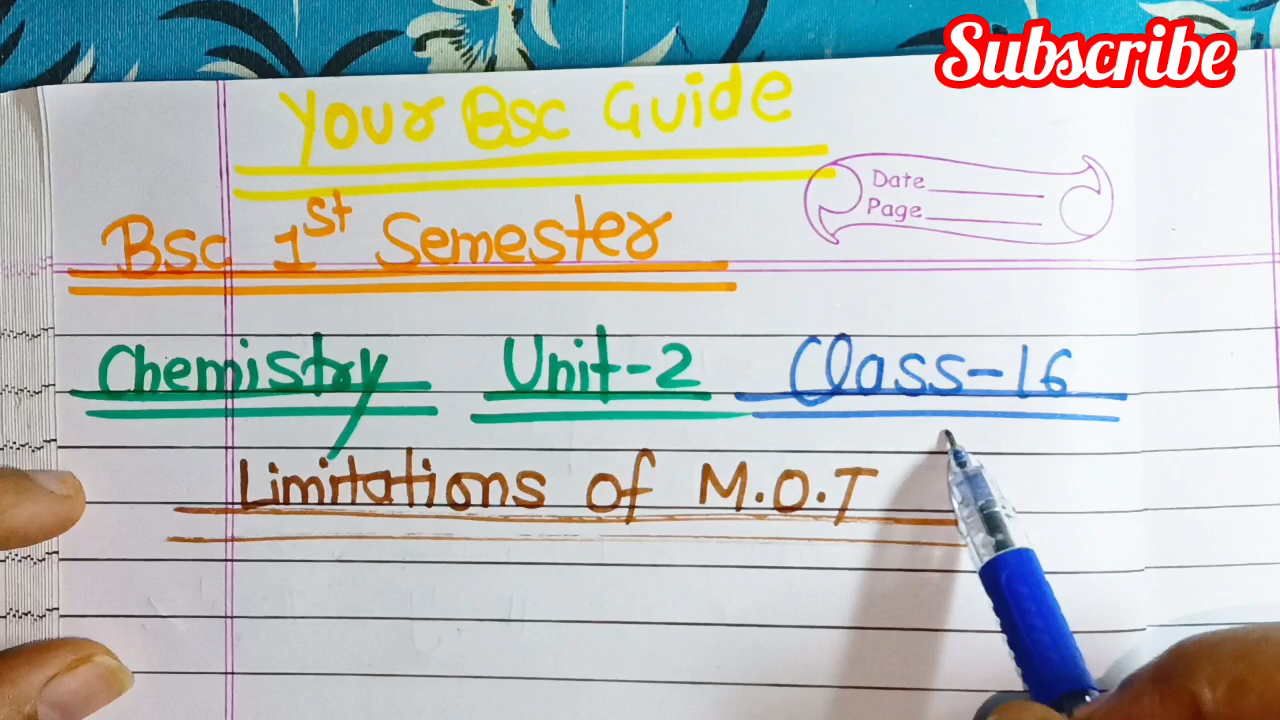 Subscribe
Your Bsc Guide
Date
Page
Bsc 1st Semester
Chemistry Unit-2 Class-16
Limitations of M.O.T